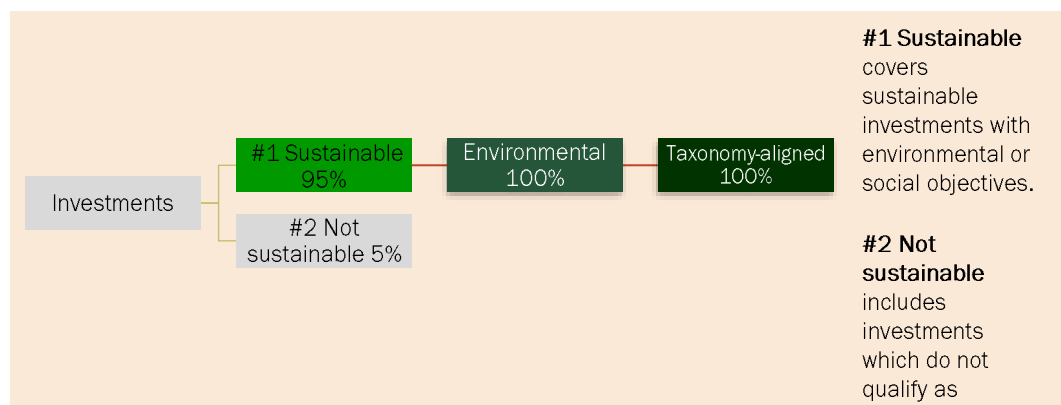 Investments
#1 Sustainable
95%
#2 Not
sustainable 5%
Environmental
100%
Taxonomy-aligned
100%
#1 Sustainable
covers
sustainable
investments with
environmental or
social objectives.
#2 Not
sustainable
includes
investments
which do not
qualify as